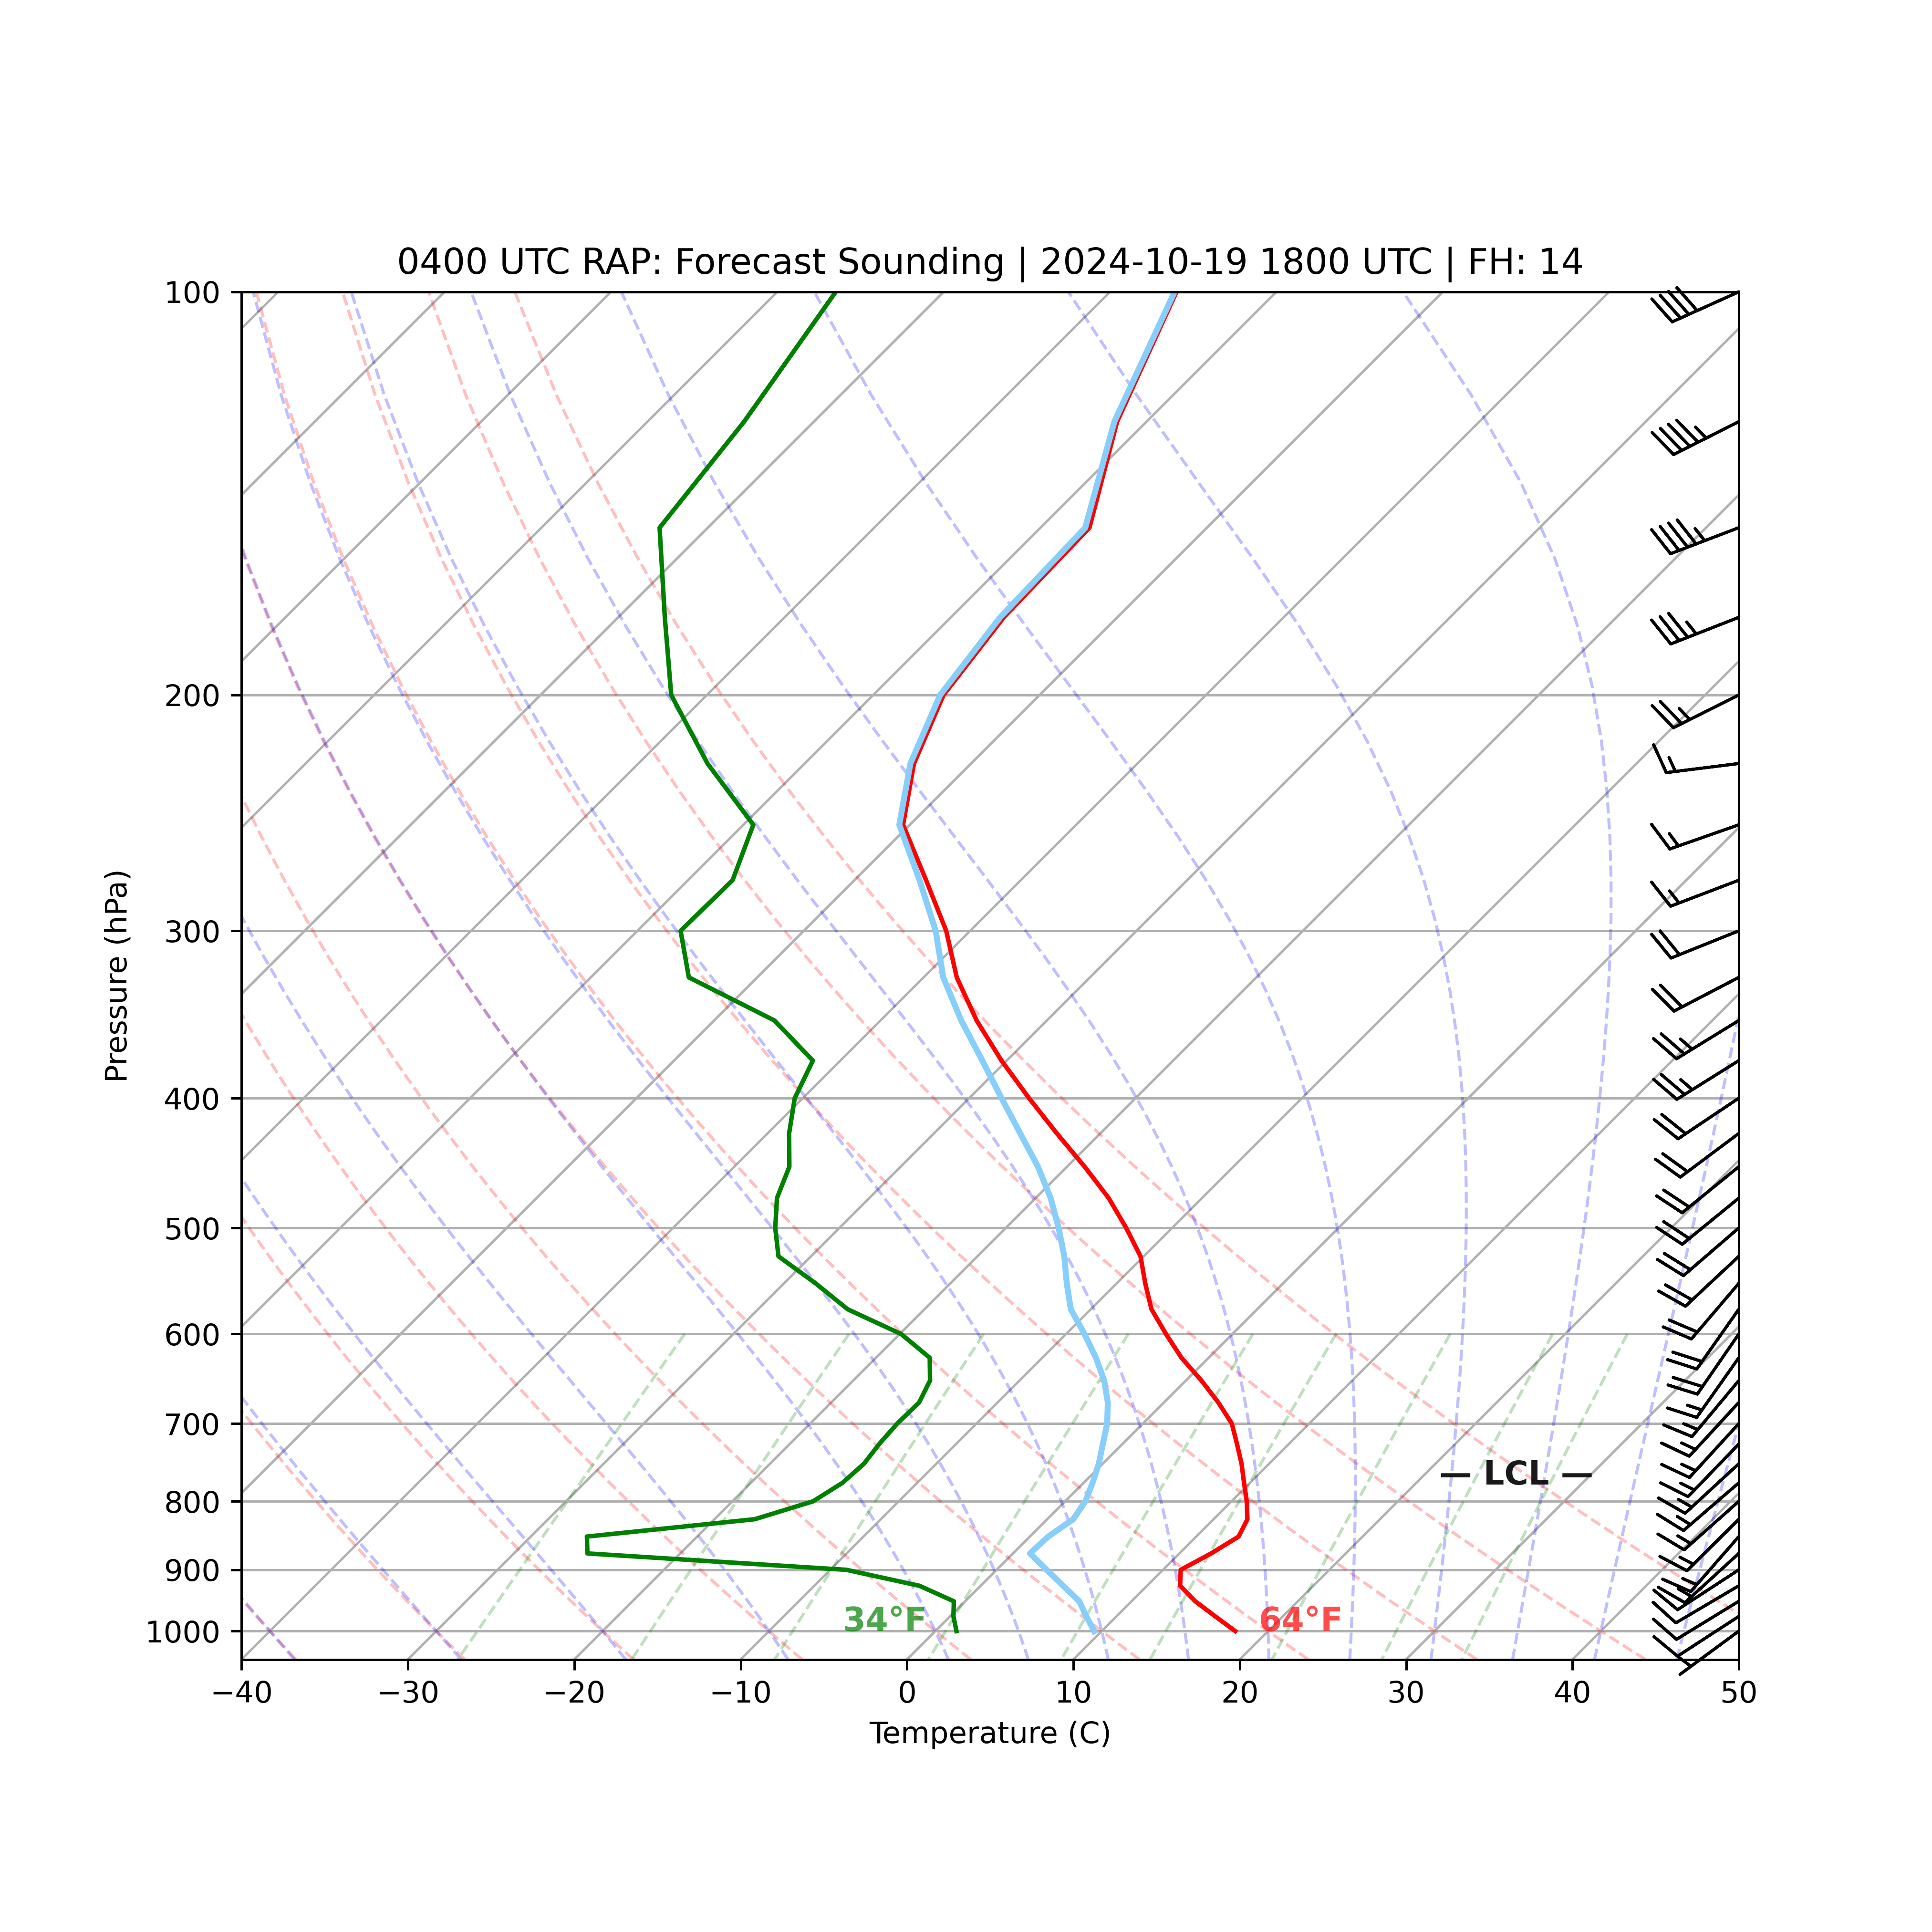 0400 UTC RAP: Forecast Sounding | 2024-10-19 1800 UTC | FH: 14
100
200
300
400
500
600
700
800
900
1000
Pressure (hPa)
— LCL —
34°F
64°F
−40 −30 −20 −10 0 10 20 30 40 50
Temperature (C)